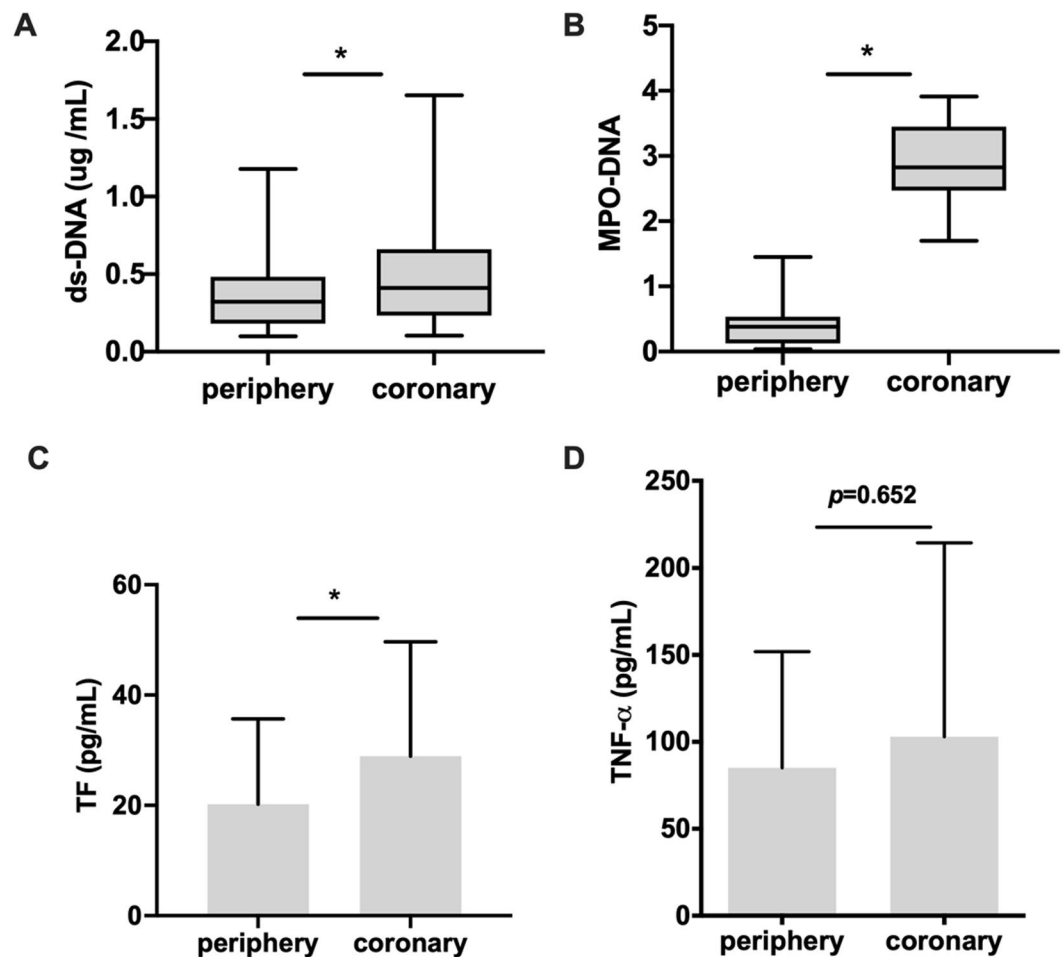 A
ds-DNA (ug /mL)
2.0
1.5
1.0
0.5
0.0
*
periphery coronary
B
MPO-DNA
5
4
3
2
1
0
*
periphery coronary
C
TF (pg/mL)
60
40
20
0
*
periphery coronary
D
TNF-α (pg/mL)
250
200
150
100
50
0
p=0.652
periphery coronary